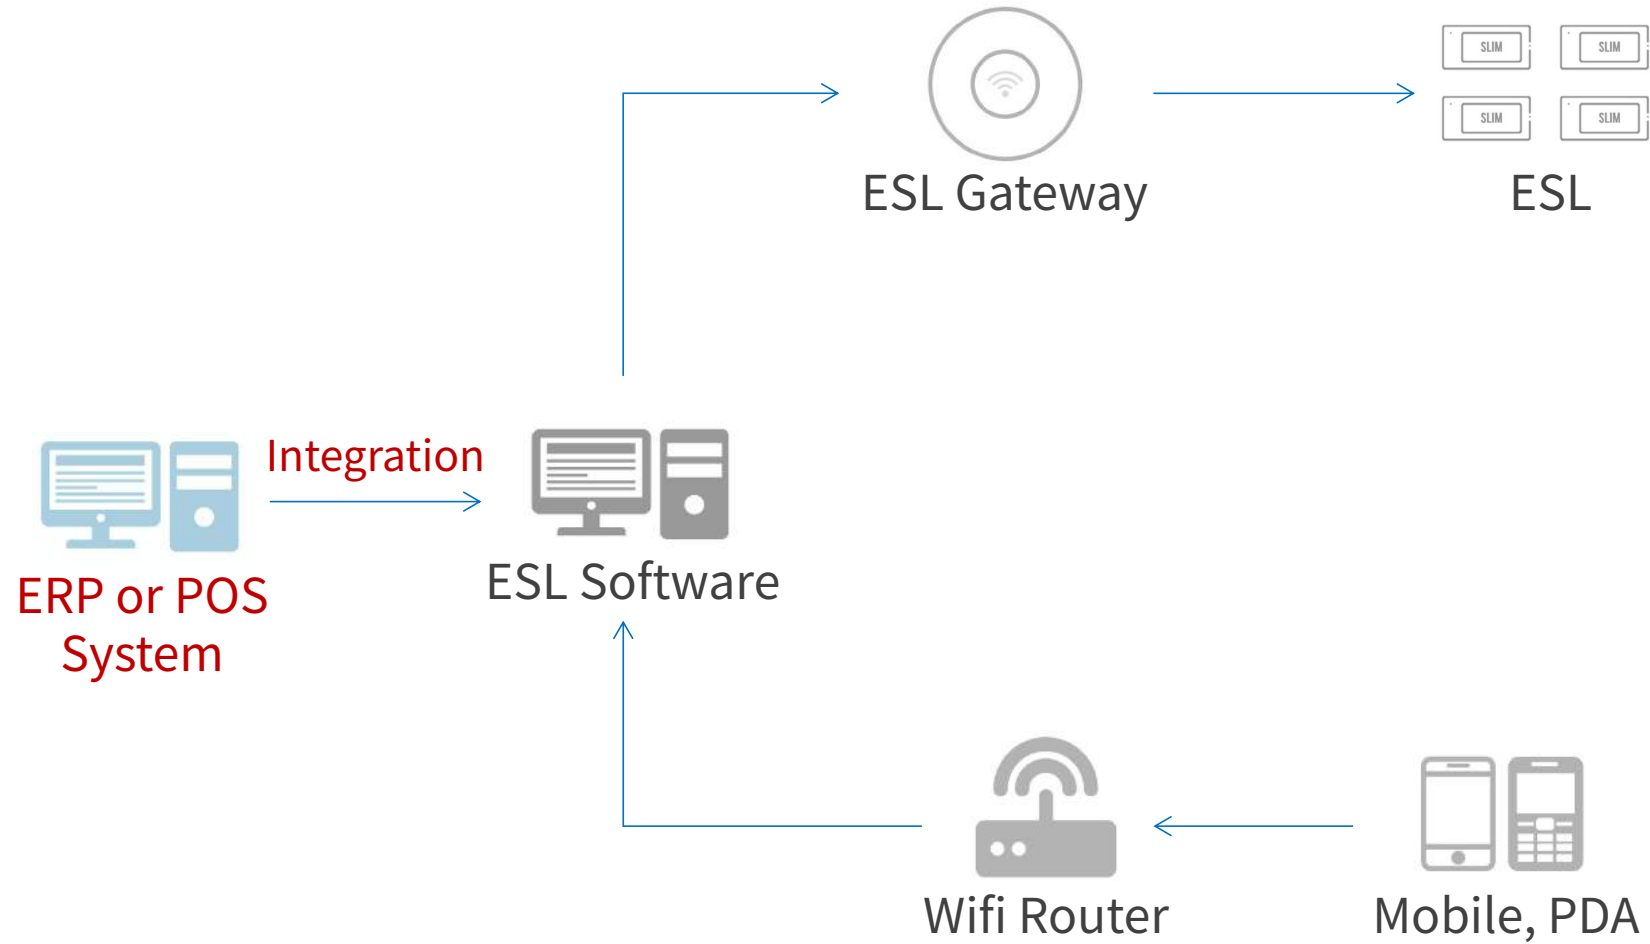 SLIM SLIM
SLIM SLIM
ESL Gateway
ESL
Integration
ERP or POS
System
ESL Software
Wifi Router
Mobile, PDA